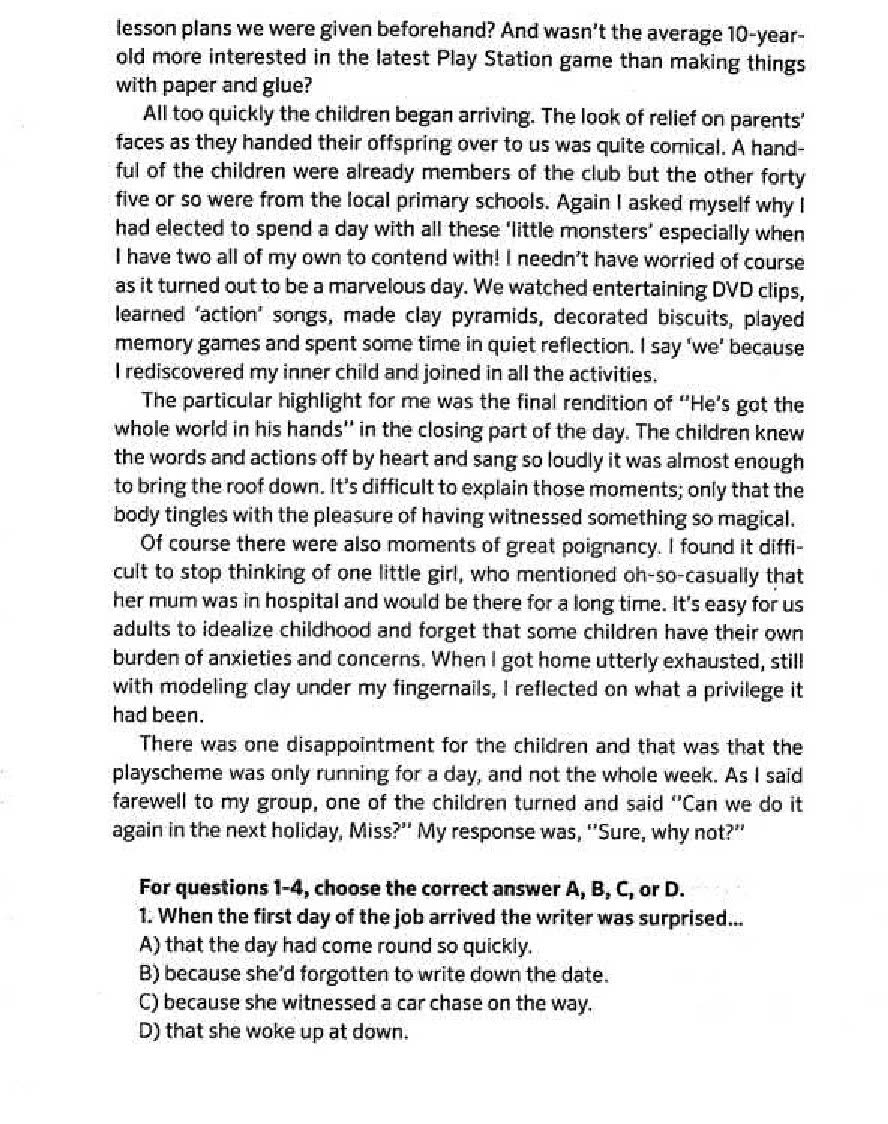 lesson plans we were given beforehand? And wasn't the average 10-year-
old more interested in the latest Play Station game than making things
with paper and glue?
All too quickly the children began arriving. The look of relief on parents'
faces as they handed their offspring over to us was quite comical. A hand-
ful of the children were already members of the club but the other forty
five or so were from the local primary schools. Again I asked myself why I
had elected to spend a day with all these 'little monsters' especially when
I have two all of my own to contend with! I needn't have worried of course
as it turned out to be a marvelous day. We watched entertaining DVD clips,
learned 'action' songs, made clay pyramids, decorated biscuits, played
memory games and spent some time in quiet reflection. I say 'we' because
I rediscovered my inner child and joined in all the activities.
The particular highlight for me was the final rendition of "He's got the
whole world in his hands" in the closing part of the day. The children knew
the words and actions off by heart and sang so loudly it was almost enough
to bring the roof down. It's difficult to explain those moments; only that the
body tingles with the pleasure of having witnessed something so magical.
Of course there were also moments of great poignancy. I found it diffi-
cult to stop thinking of one little girl, who mentioned oh-so-casually that
her mum was in hospital and would be there for a long time. It's easy for us
adults to idealize childhood and forget that some children have their own
burden of anxieties and concerns. When I got home utterly exhausted, still
with modeling clay under my fingernails, I reflected on what a privilege it
had been.
There was one disappointment for the children and that was that the
playscheme was only running for a day, and not the whole week. As I said
farewell to my group, one of the children turned and said "Can we do it
again in the next holiday, Miss?" My response was, "Sure, why not?"
For questions 1-4, choose the correct answer A, B, C, or D.
1. When the first day of the job arrived the writer was surprised...
A) that the day had come round so quickly.
B) because she'd forgotten to write down the date.
C) because she witnessed a car chase on the way.
D) that she woke up at down.